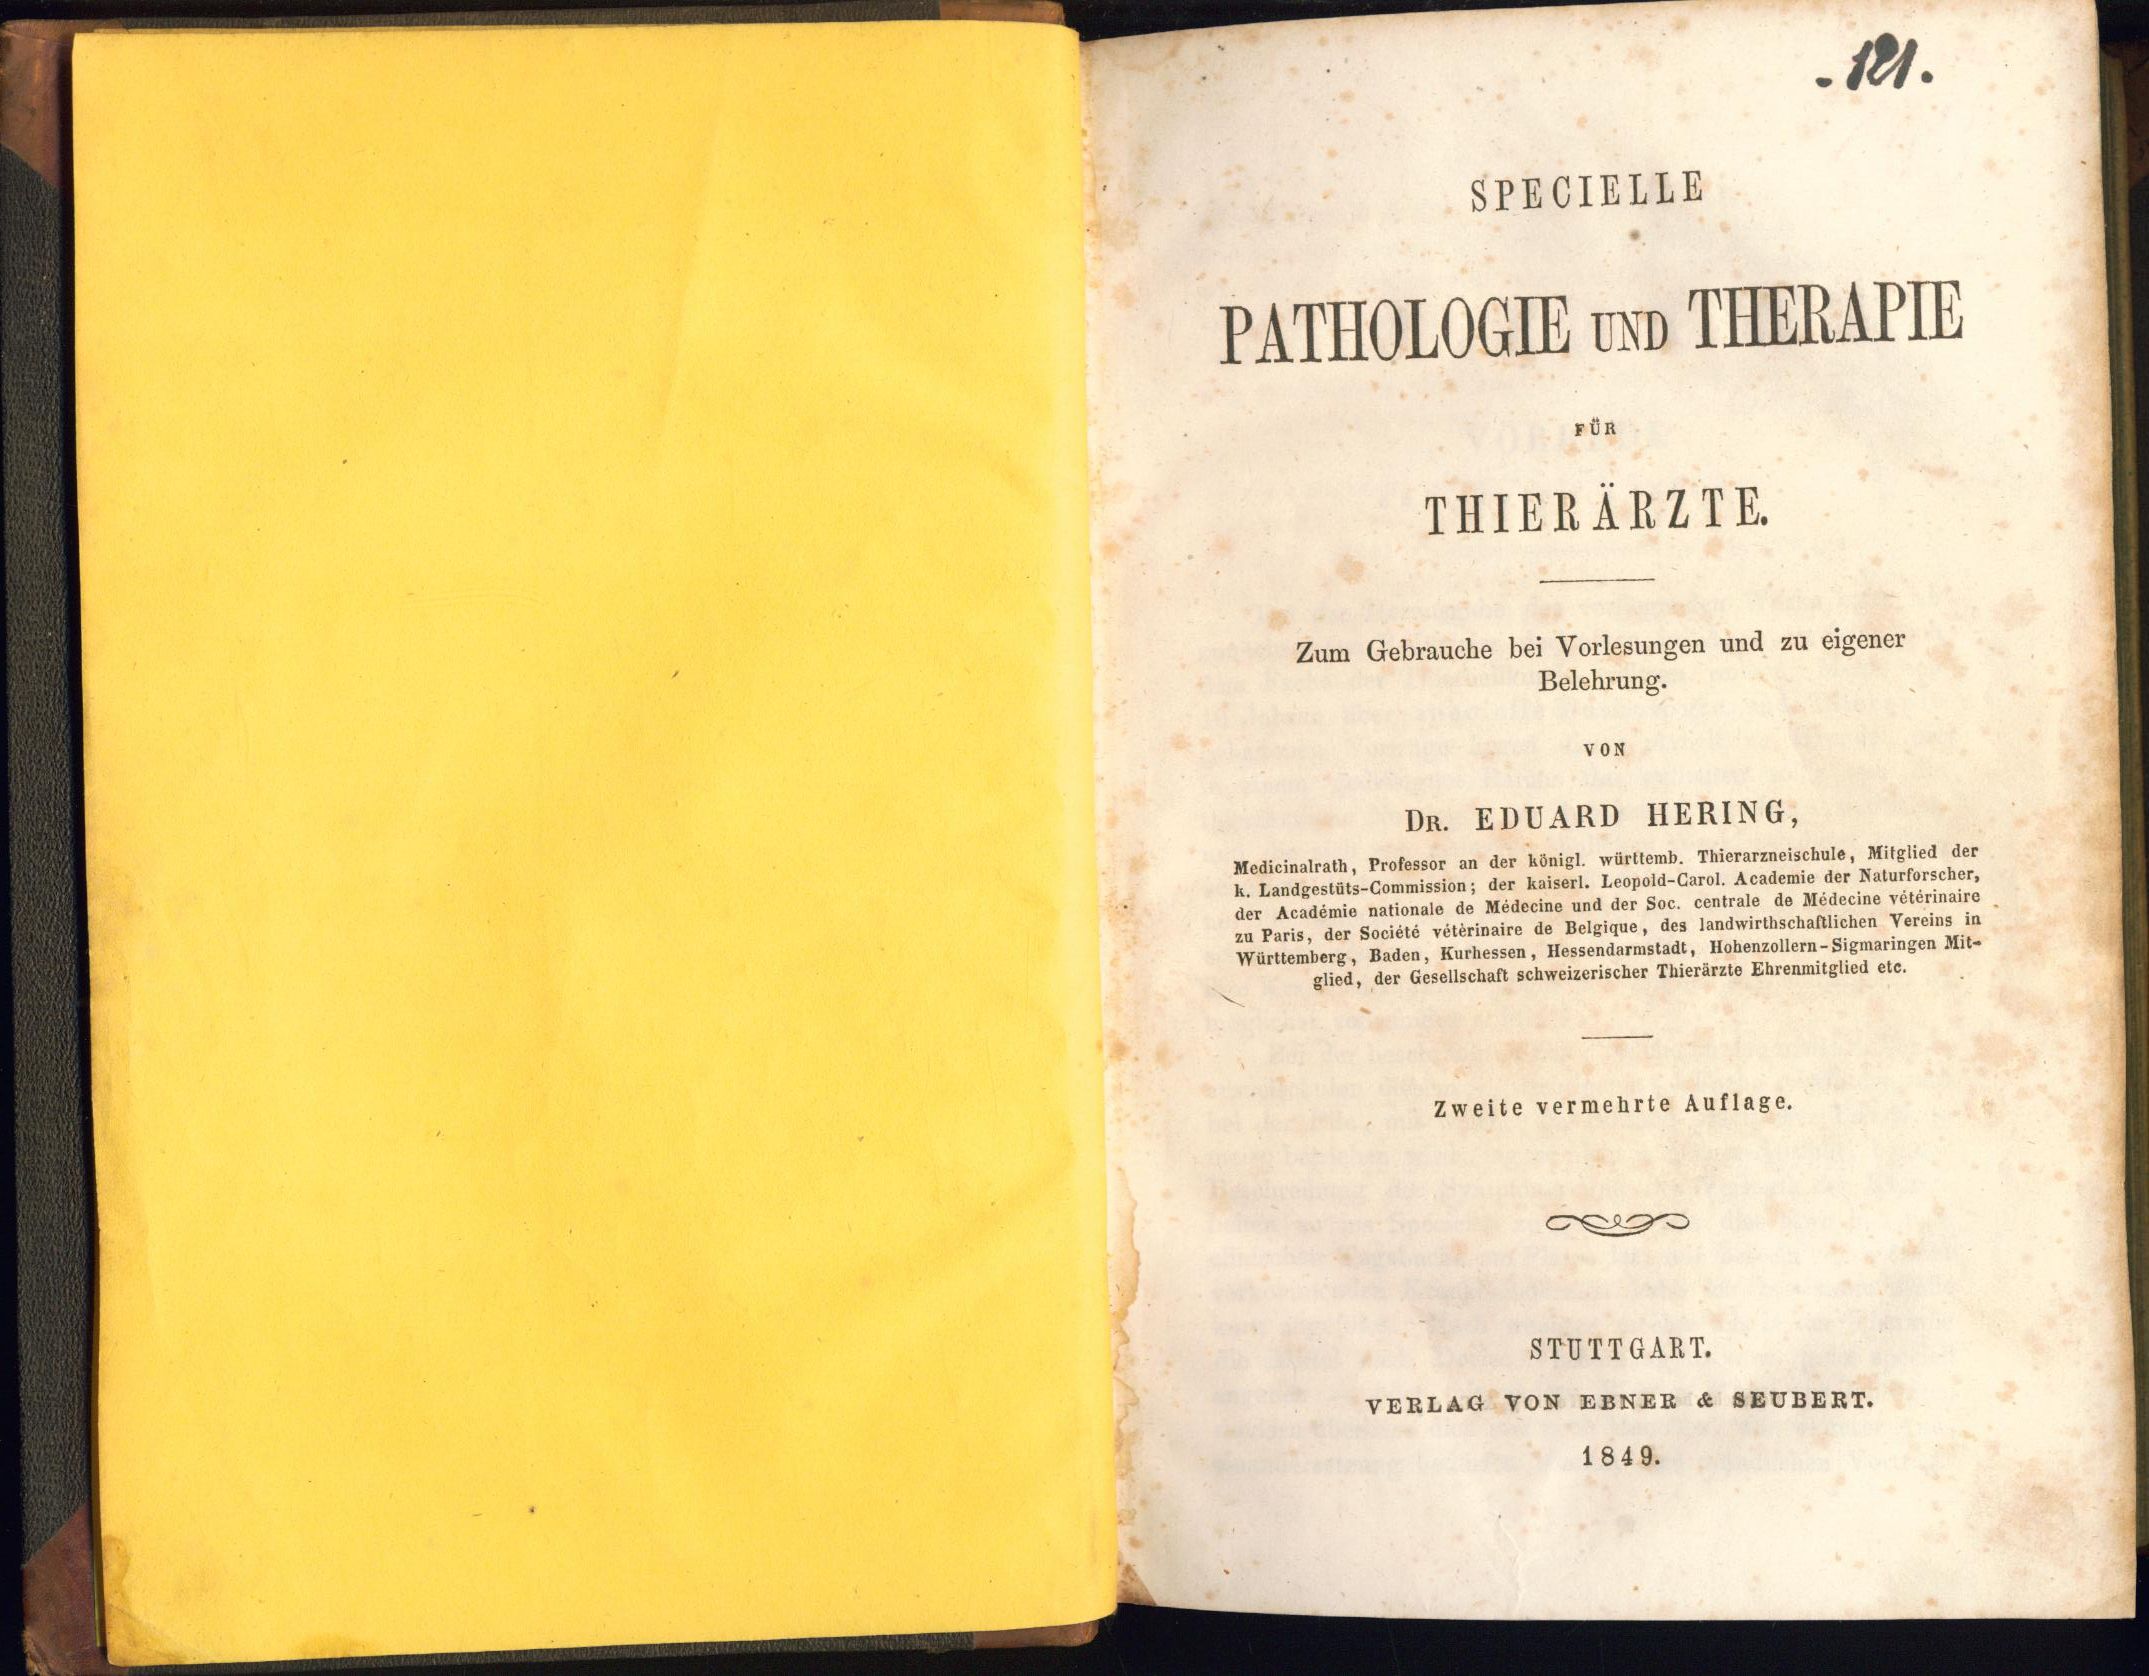 . 121.
SPECIELLE
PATHOLOGIE UND THERAPIE
FÜR
THIERÄRZTE.
Zum Gebrauche bei Vorlesungen und zu eigener
Belehrung.
VON
DR. EDUARD HERING,
Medicinalrath, Professor an der königl. württemb. Thierarzneischule, Mitglied der
k. Landgestüts-Commission; der kaiserl. Leopold-Carol. Academie der Naturforscher,
der Académie nationale de Médecine und der Soc. centrale de Médecine vétérinaire
zu Paris, der Société vétérinaire de Belgique, des landwirthschaftlichen Vereins in
Württemberg, Baden, Kurhessen, Hessendarmstadt, Hohenzollern-Sigmaringen Mit-
glied, der Gesellschaft schweizerischer Thierärzte Ehrenmitglied etc.
Zweite vermehrte Auflage.
STUTTGART.
VERLAG VON EBNER & SEUBERT.
1849.